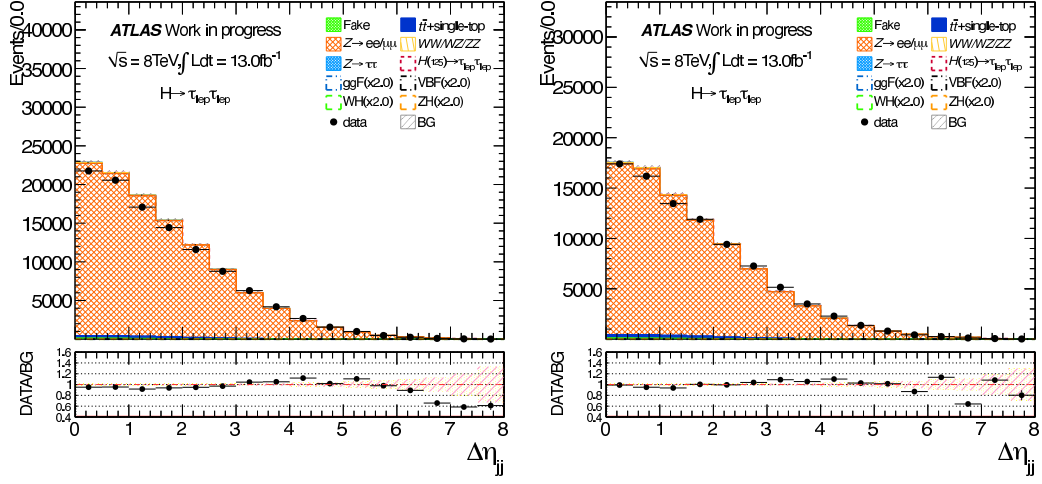 Events/0.0
40000
35000
30000
25000
20000
15000
10000
5000
ATLAS Work in progress
√s = 8TeV,∫ Ldt = 13.0fb⁻¹
H→ τlepτlep
Fake
Z→ee/μμ
Z→ττ
ggF(x2.0)
WH(x2.0)
data
tt̄+single-top
WW/WZ/ZZ
H(125)→τlepτlep
VBF(x2.0)
ZH(x2.0)
BG
DATA/BG
1.6
1.4
1.2
1
0.8
0.6
0.4
0 1 2 3 4 5 6 7 8
Δηjj
Events/0.0
30000
25000
20000
15000
10000
5000
ATLAS Work in progress
√s = 8TeV,∫ Ldt = 13.0fb⁻¹
H→ τlepτlep
Fake
Z→ee/μμ
Z→ττ
ggF(x2.0)
WH(x2.0)
data
tt̄+single-top
WW/WZ/ZZ
H(125)→τlepτlep
VBF(x2.0)
ZH(x2.0)
BG
DATA/BG
1.6
1.4
1.2
1
0.8
0.6
0.4
0 1 2 3 4 5 6 7 8
Δηjj